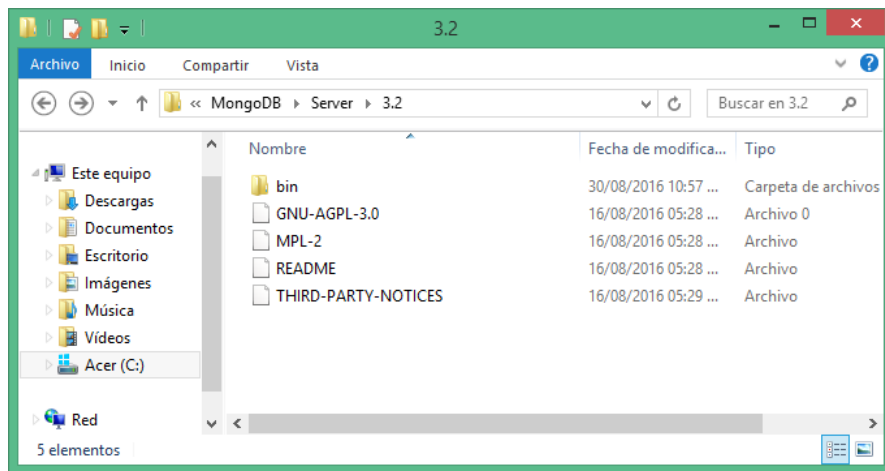 3.2
Archivo Inicio Compartir Vista
« MongoDB Server 3.2 Buscar en 3.2
Nombre Fecha de modifica... Tipo
Este equipo
Descargas
Documentos
Escritorio
Imágenes
Música
Vídeos
Acer (C:)
Red
bin 30/08/2016 10:57 ... Carpeta de archivos
GNU-AGPL-3.0 16/08/2016 05:28 ... Archivo 0
MPL-2 16/08/2016 05:28 ... Archivo
README 16/08/2016 05:28 ... Archivo
THIRD-PARTY-NOTICES 16/08/2016 05:29 ... Archivo
5 elementos